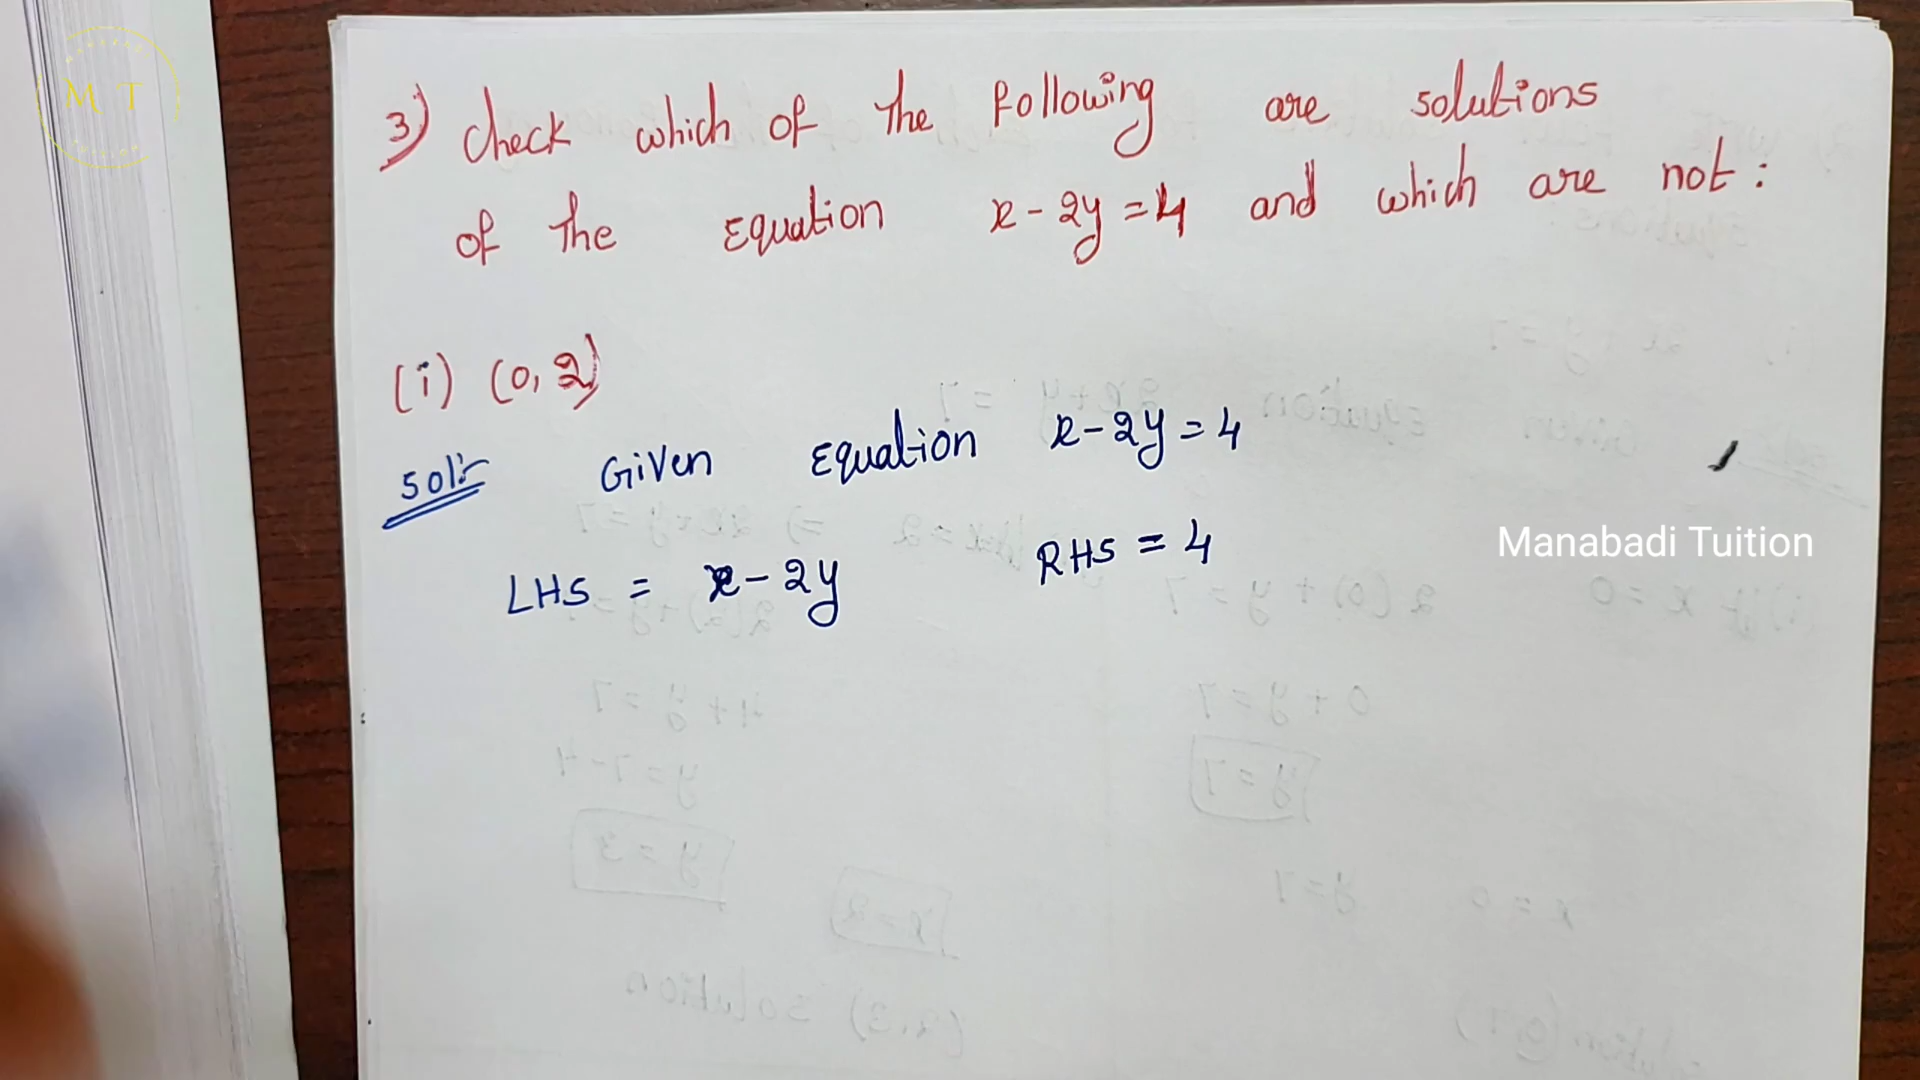 M T
3) check which of the following are solutions
of the Equation x - 2y = 4 and which are not :
(i) (0, 2)
Sol:- Given Equation x - 2y = 4
LHS = x - 2y RHS = 4
Manabadi Tuition